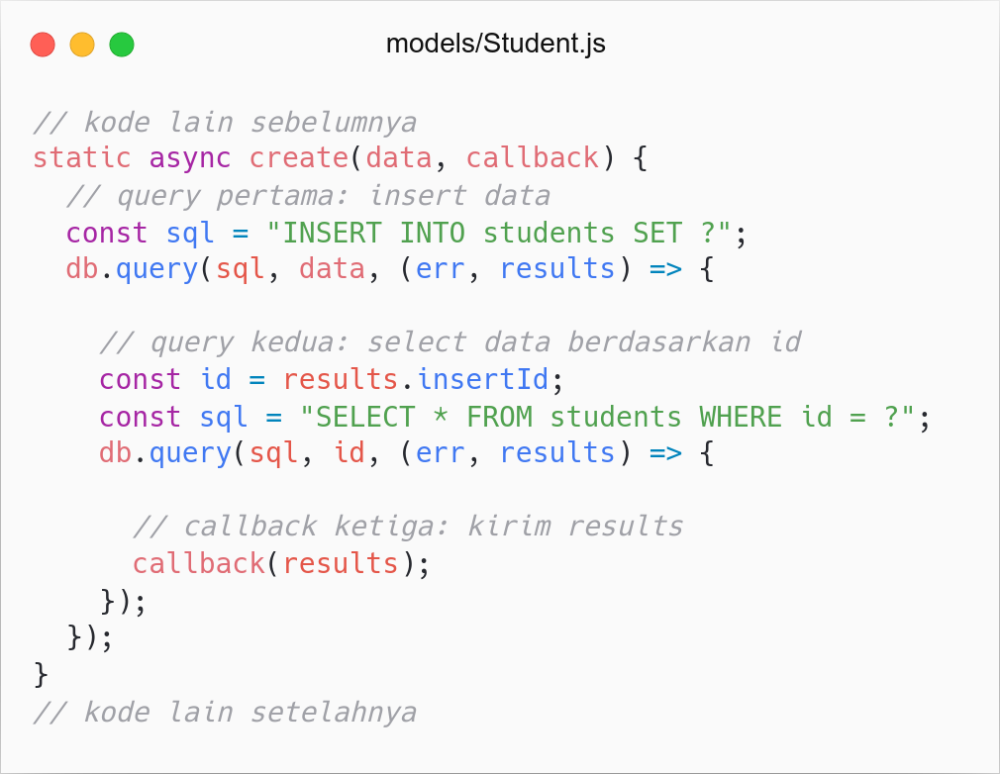 models/Student.js
// kode lain sebelumnya
static async create(data, callback) {
  // query pertama: insert data
  const sql = "INSERT INTO students SET ?";
  db.query(sql, data, (err, results) => {

    // query kedua: select data berdasarkan id
    const id = results.insertId;
    const sql = "SELECT * FROM students WHERE id = ?";
    db.query(sql, id, (err, results) => {

      // callback ketiga: kirim results
      callback(results);
    });
  });
}
// kode lain setelahnya